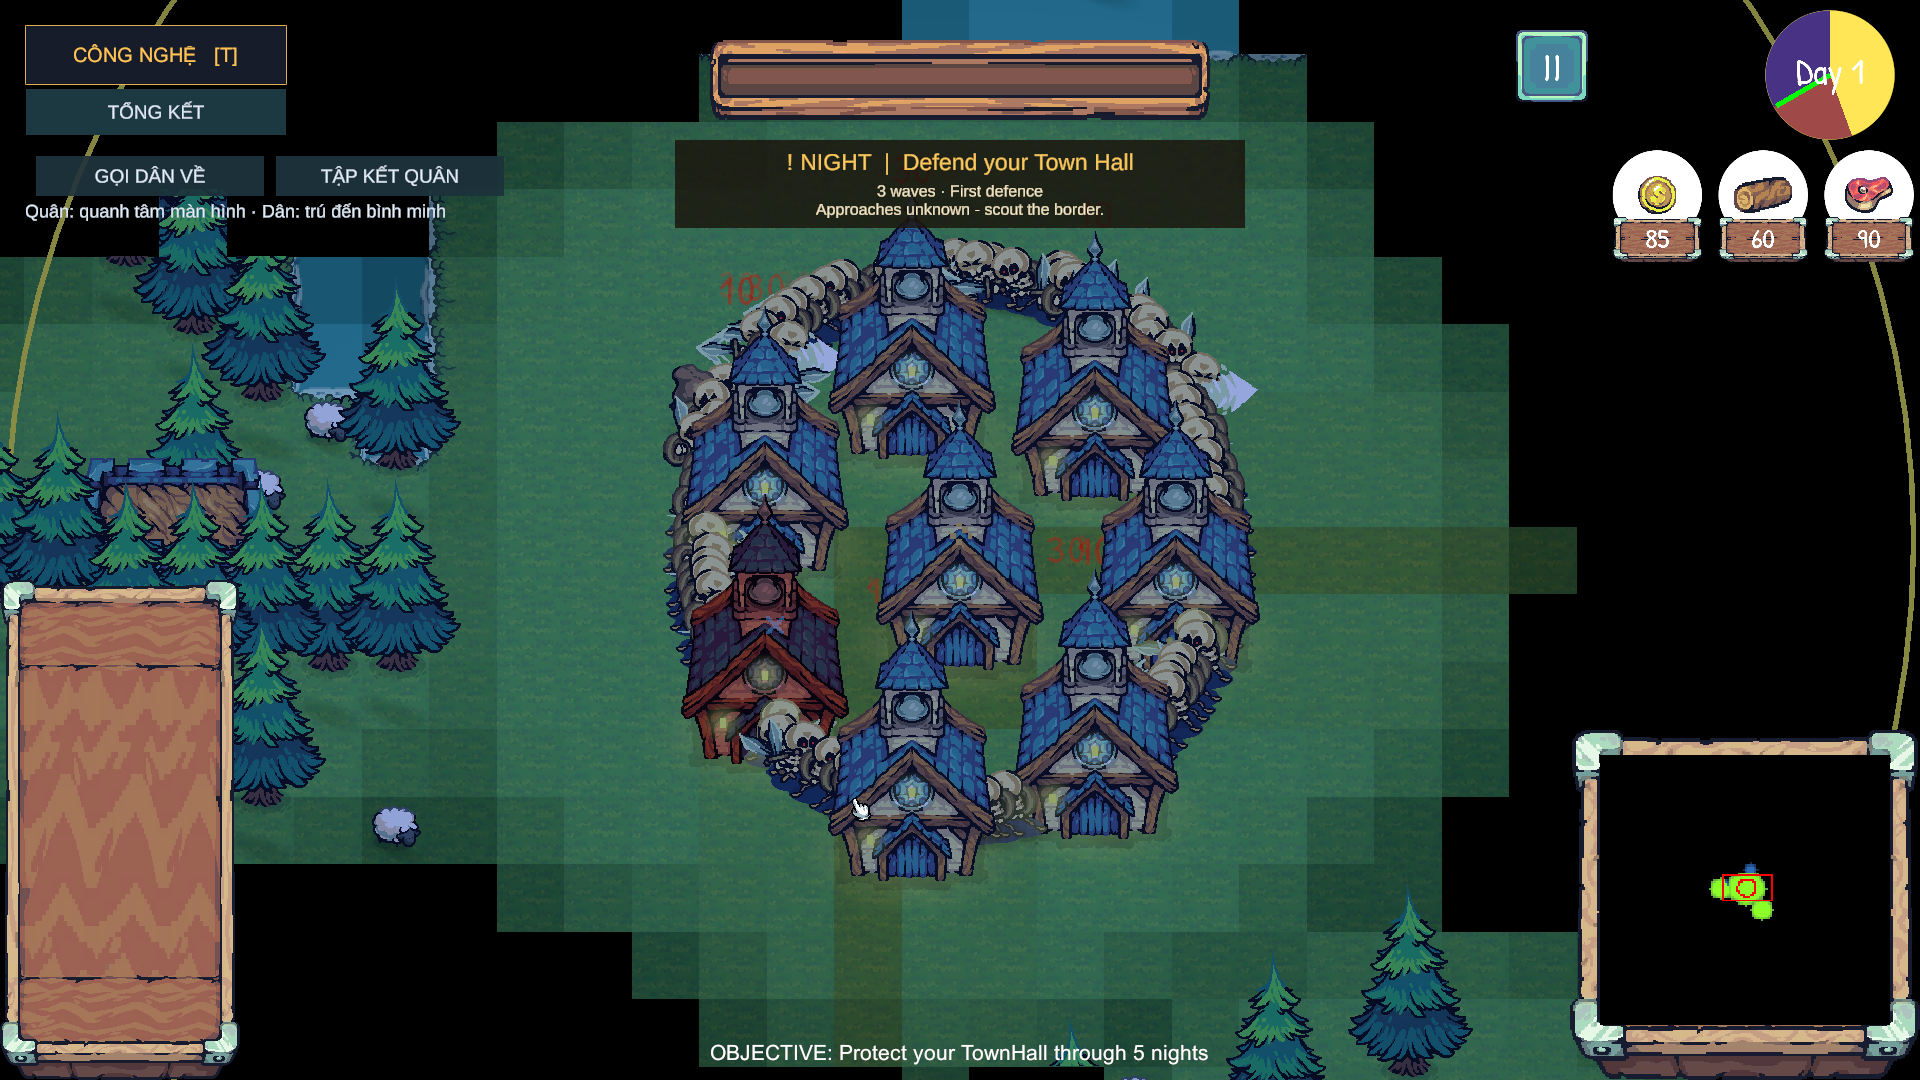 CÔNG NGHỆ [T]
TỔNG KẾT
GỌI DÂN VỀ
TẬP KẾT QUÂN
Quân: quanh tâm màn hình · Dân: trú đến bình minh
! NIGHT | Defend your Town Hall
3 waves · First defence
Approaches unknown - scout the border.
Day 1
85
60
90
OBJECTIVE: Protect your TownHall through 5 nights